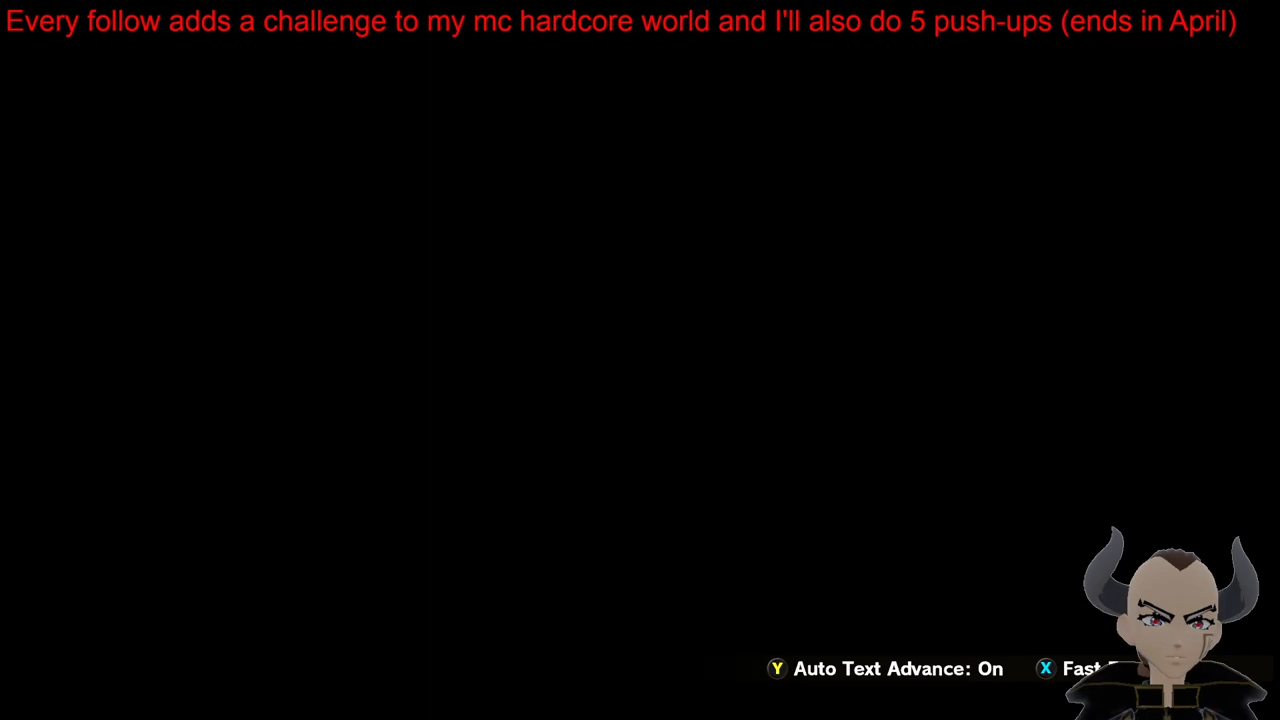 Every follow adds a challenge to my mc hardcore world and I'll also do 5 push-ups (ends in April)
Y Auto Text Advance: On X Fast